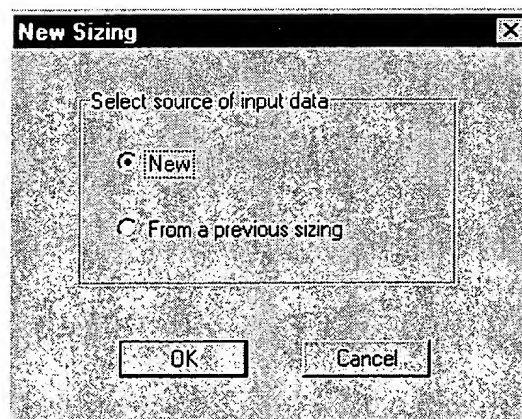 New Sizing
Select source of input data
New
From a previous sizing
OK
Cancel